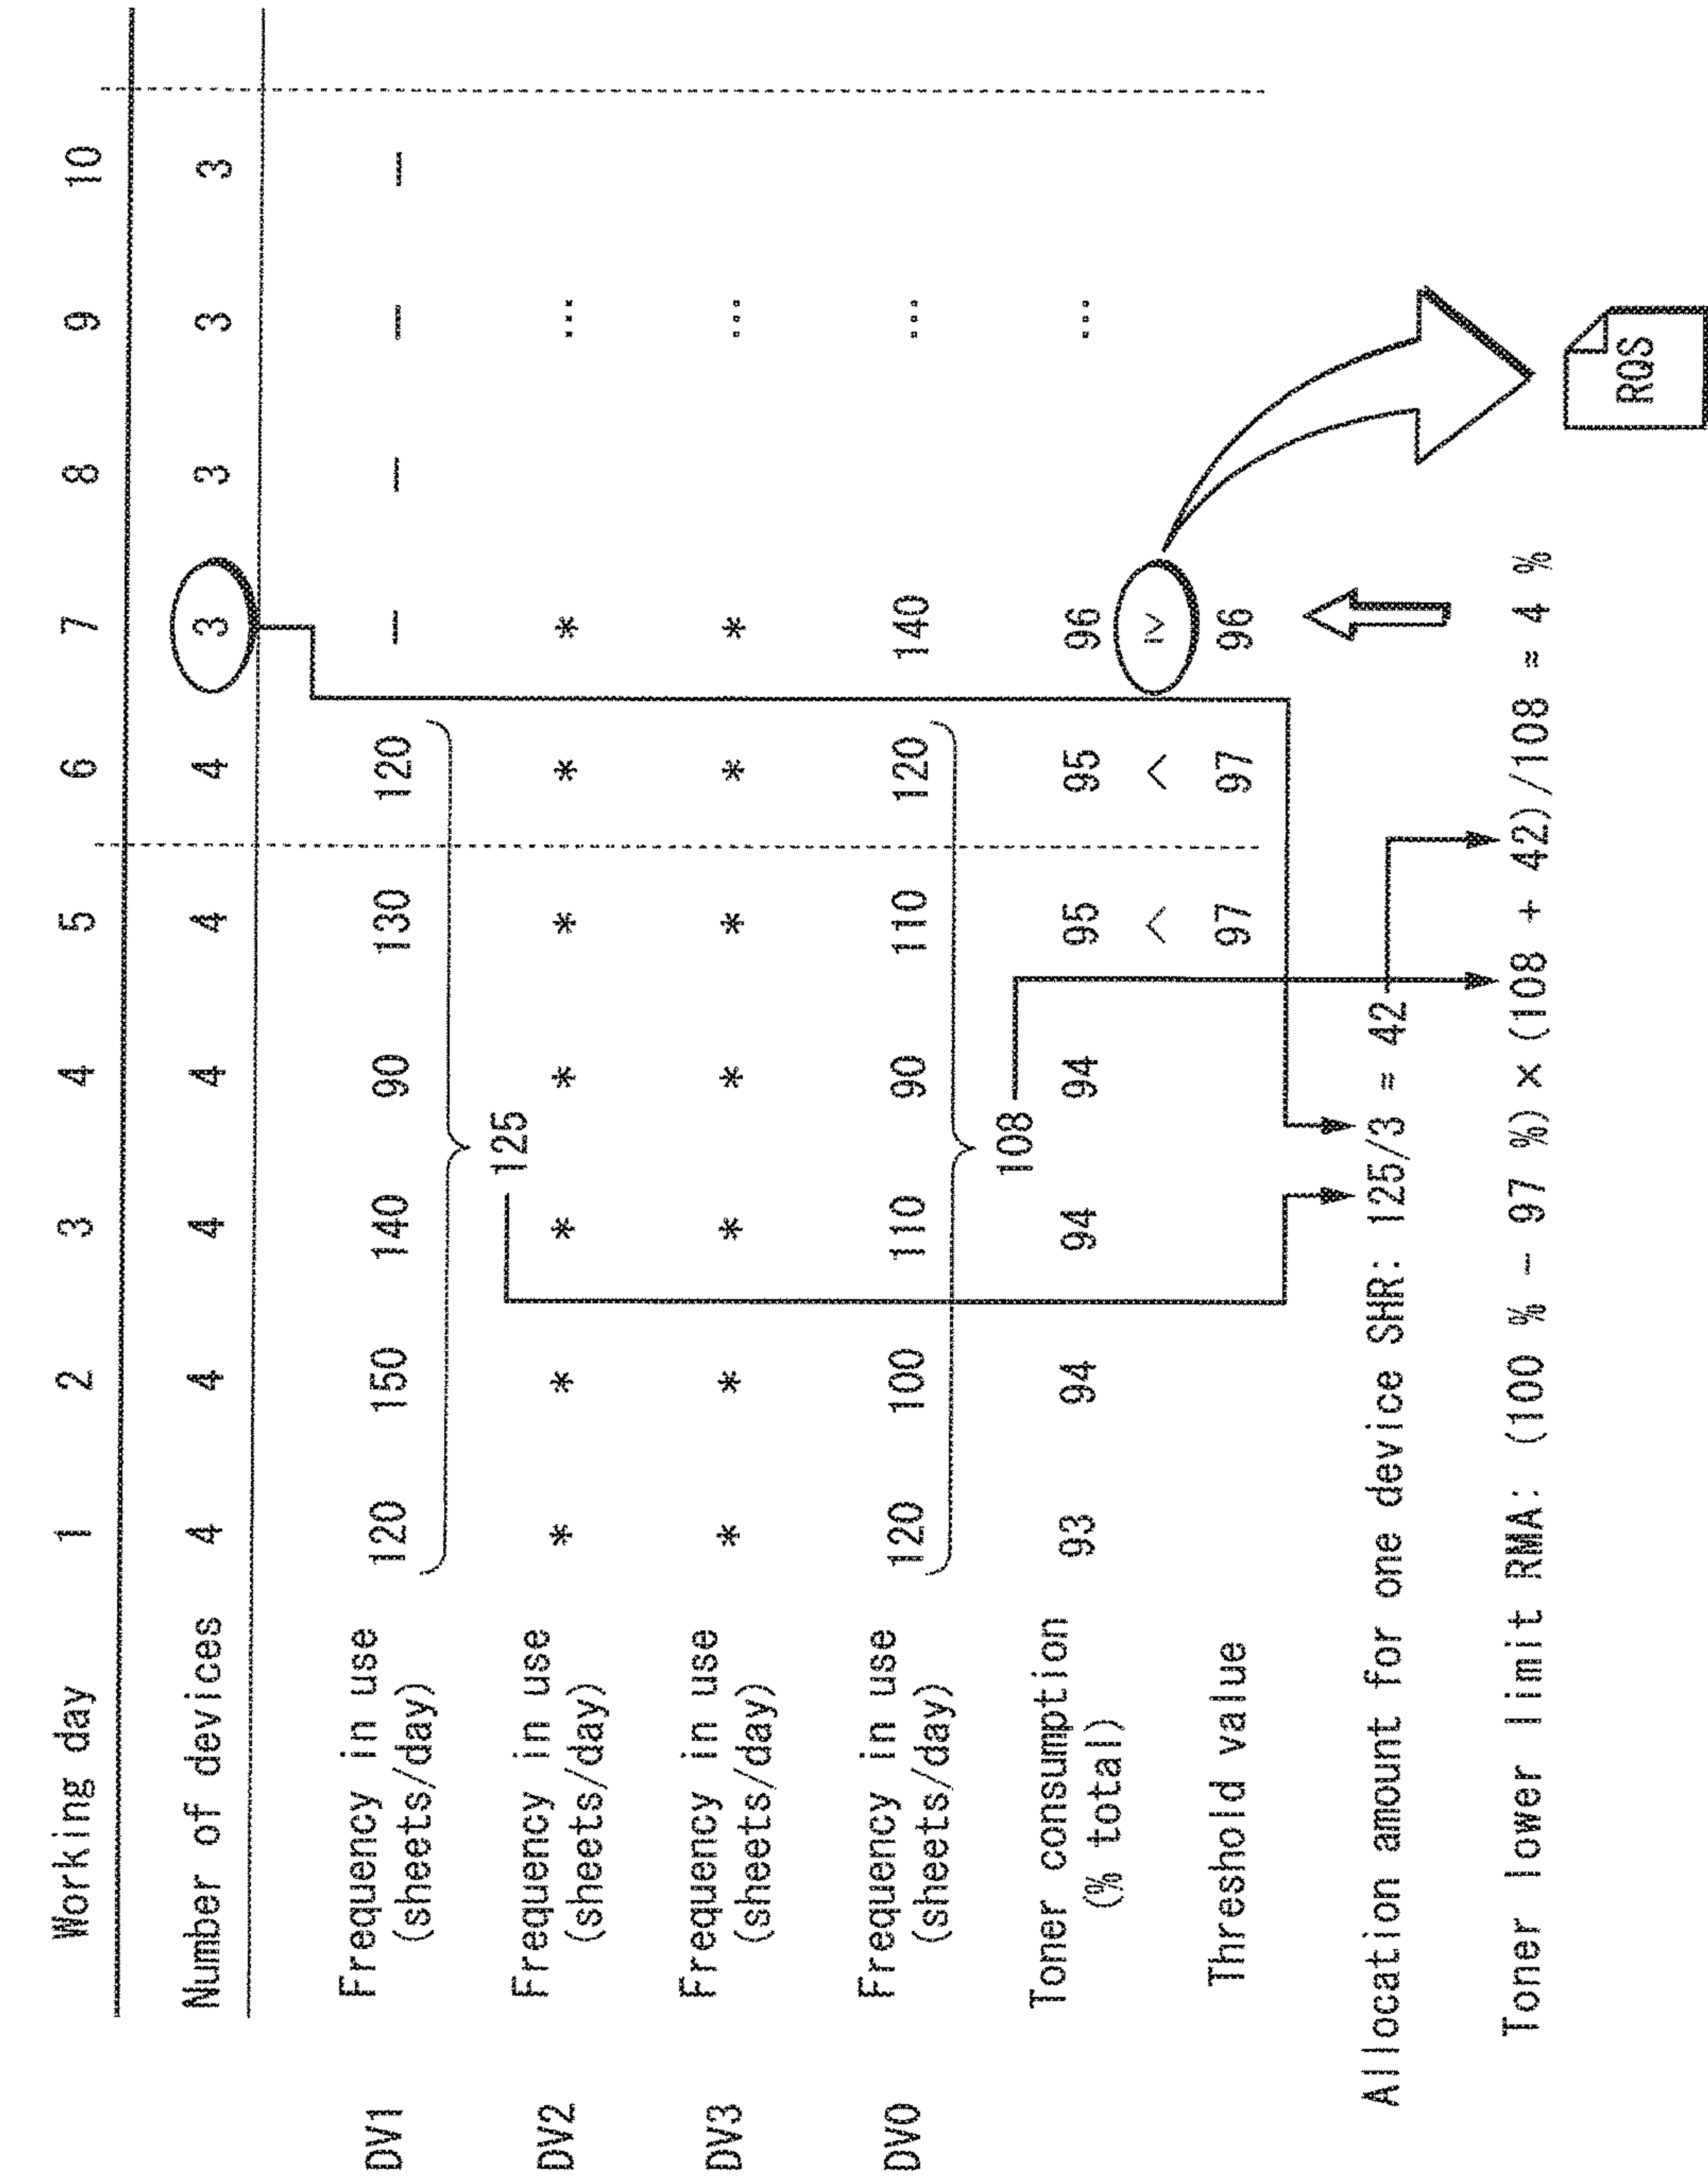 Working day 1 2 3 4 5 6 7 8 9 10
Number of devices 4 4 4 4 4 4 3 3 3 3
DV1 Frequency in use 120 150 140 90 130 120 — — — —
(sheets/day)
125
DV2 Frequency in use * * * * * * * ...
(sheets/day)
DV3 Frequency in use * * * * * * * ...
(sheets/day)
DV0 Frequency in use 120 100 110 90 110 120 140 ...
(sheets/day)
108
Toner consumption 93 94 94 94 95 95 96 ...
(% total)
< < ≥
Threshold value 97 97 96
Allocation amount for one device SHR: 125/3 = 42
Toner lower limit RMA: (100 % - 97 %) × (108 + 42)/108 ≈ 4 %
RQS